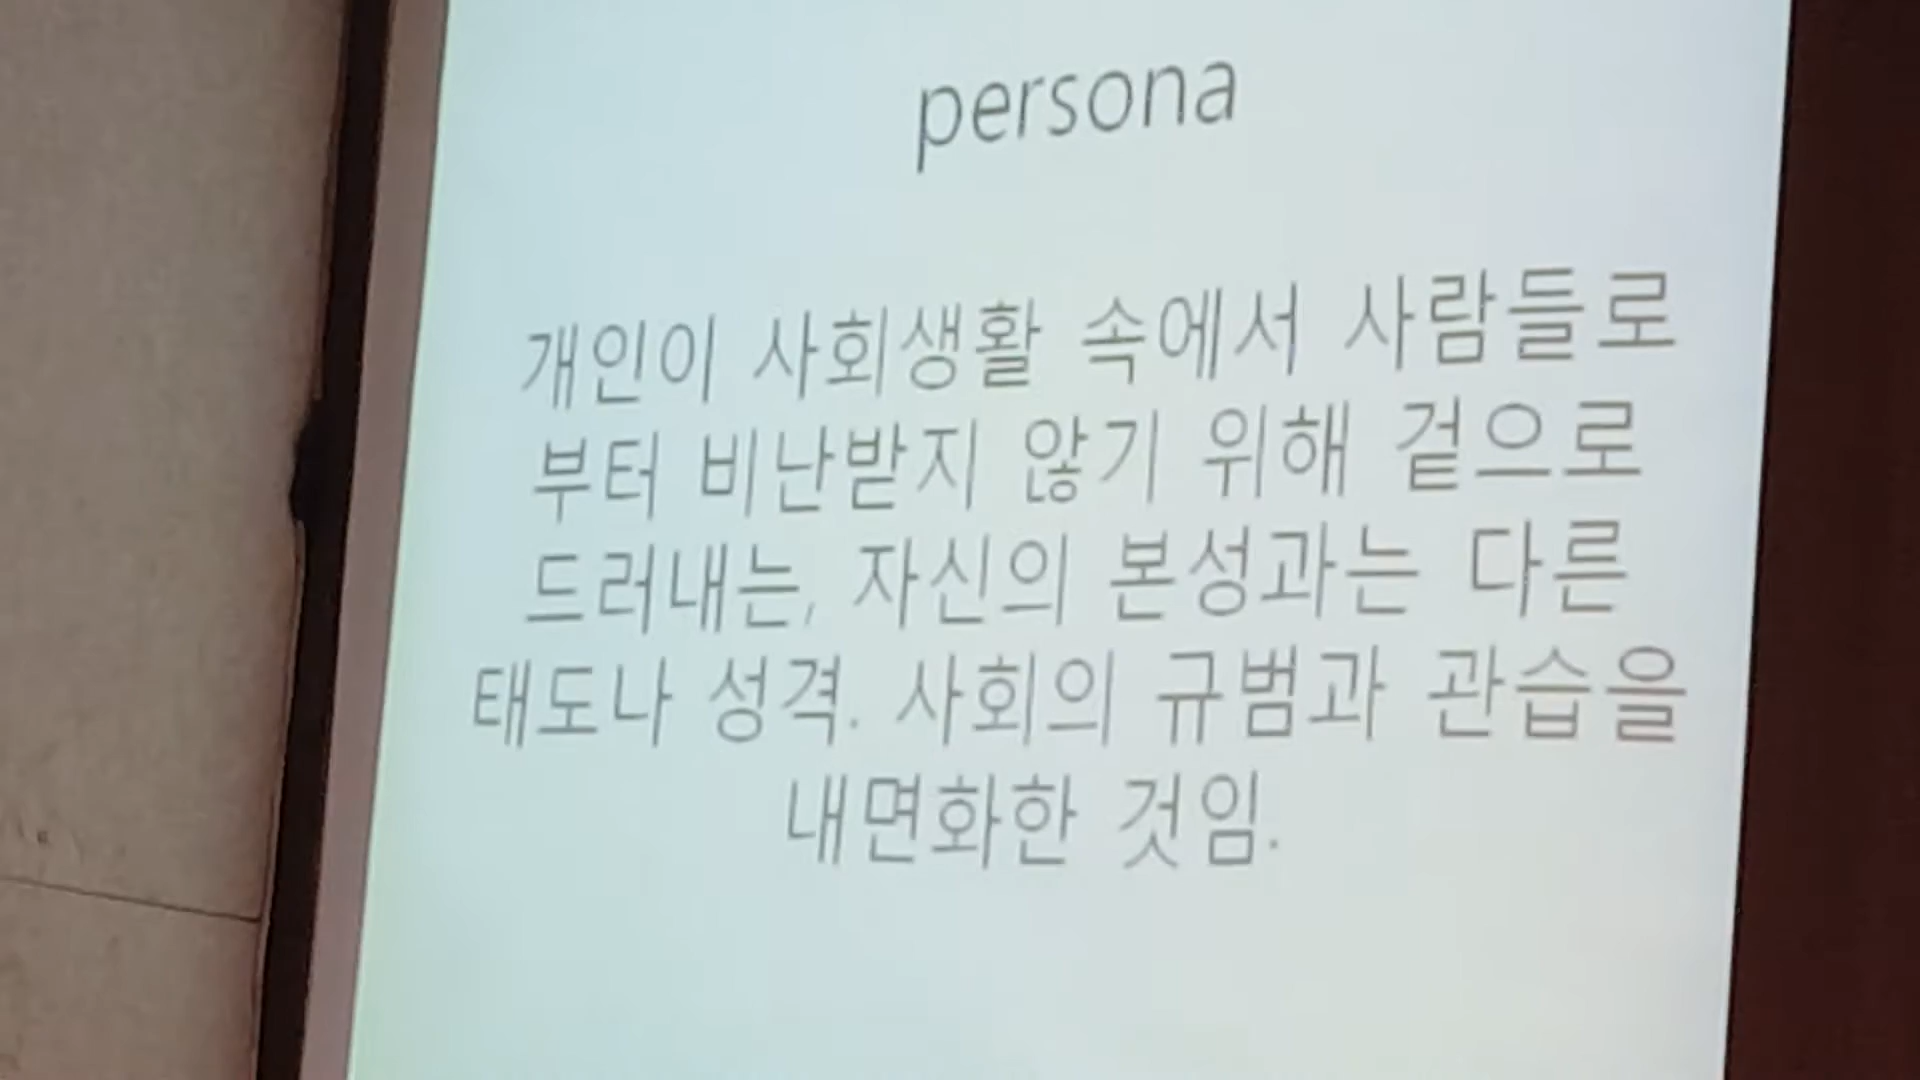 persona
개인이 사회생활 속에서 사람들로
부터 비난받지 않기 위해 겉으로
드러내는, 자신의 본성과는 다른
태도나 성격. 사회의 규범과 관습을
내면화한 것임.